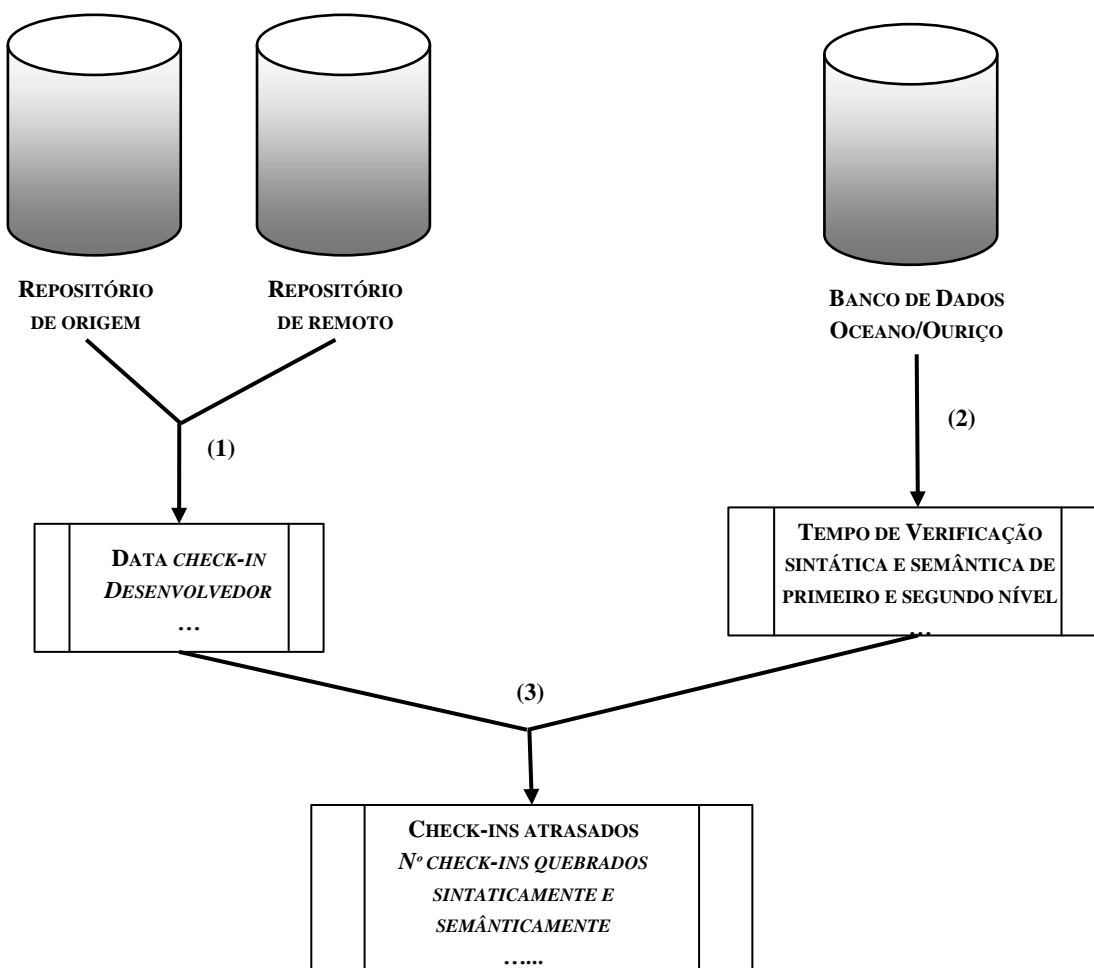 REPOSITÓRIO
DE ORIGEM
REPOSITÓRIO
DE REMOTO
BANCO DE DADOS
OCEANO/OURIÇO
(1)
(2)
DATA CHECK-IN
DESENVOLVEDOR
...
TEMPO DE VERIFICAÇÃO
SINTÁTICA E SEMÂNTICA DE
PRIMEIRO E SEGUNDO NÍVEL
...
(3)
CHECK-INS ATRASADOS
Nº CHECK-INS QUEBRADOS
SINTATICAMENTE E
SEMÂNTICAMENTE
…...